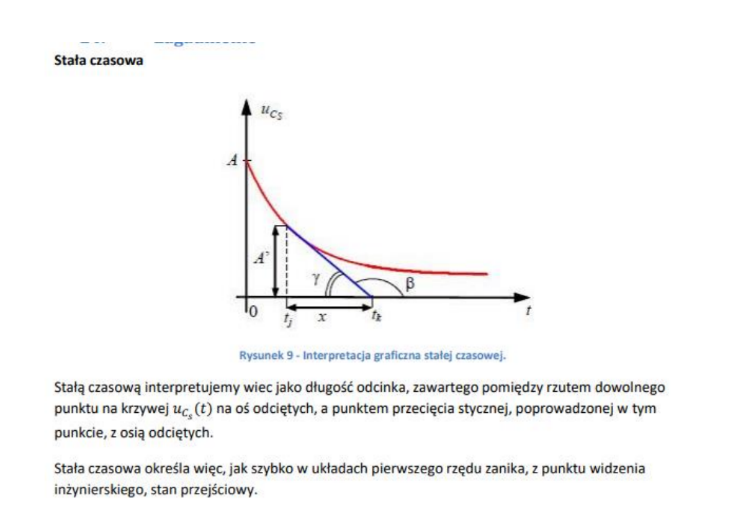 Stała czasowa
u_Cs
A
A'
γ
β
0
t_j
x
t_k
t
Rysunek 9 - Interpretacja graficzna stałej czasowej.
Stałą czasową interpretujemy wiec jako długość odcinka, zawartego pomiędzy rzutem dowolnego
punktu na krzywej u_Cs(t) na oś odciętych, a punktem przecięcia stycznej, poprowadzonej w tym
punkcie, z osią odciętych.
Stała czasowa określa więc, jak szybko w układach pierwszego rzędu zanika, z punktu widzenia
inżynierskiego, stan przejściowy.